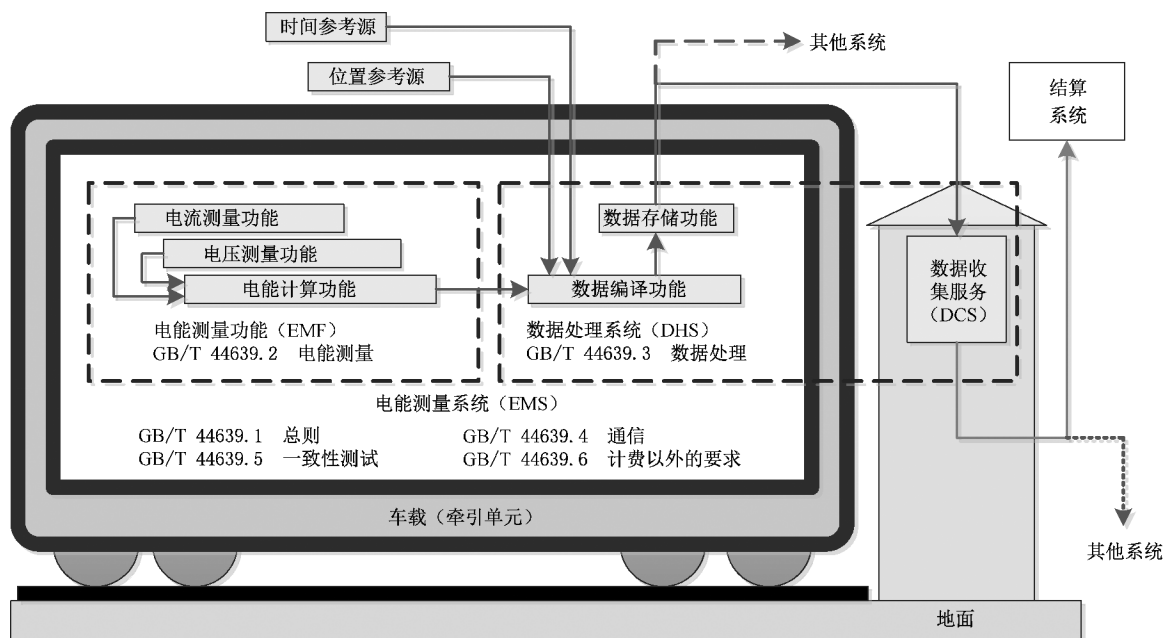 时间参考源
其他系统
位置参考源
结算
系统
电流测量功能
数据存储功能
电压测量功能
数据收
集服务
（DCS）
电能计算功能
数据编译功能
电能测量功能（EMF）
GB/T 44639.2 电能测量
数据处理系统（DHS）
GB/T 44639.3 数据处理
电能测量系统（EMS）
GB/T 44639.1 总则
GB/T 44639.4 通信
GB/T 44639.5 一致性测试
GB/T 44639.6 计费以外的要求
车载（牵引单元）
其他系统
地面